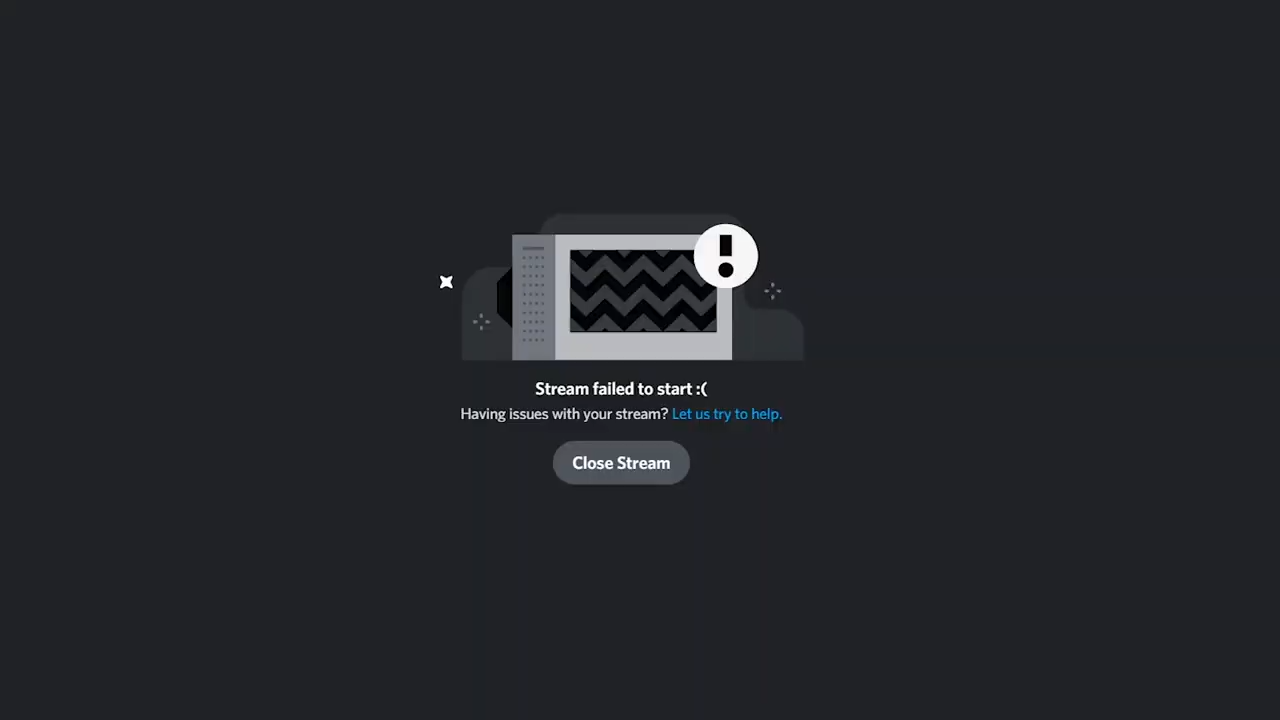 Stream failed to start :(
Having issues with your stream? Let us try to help.
Close Stream